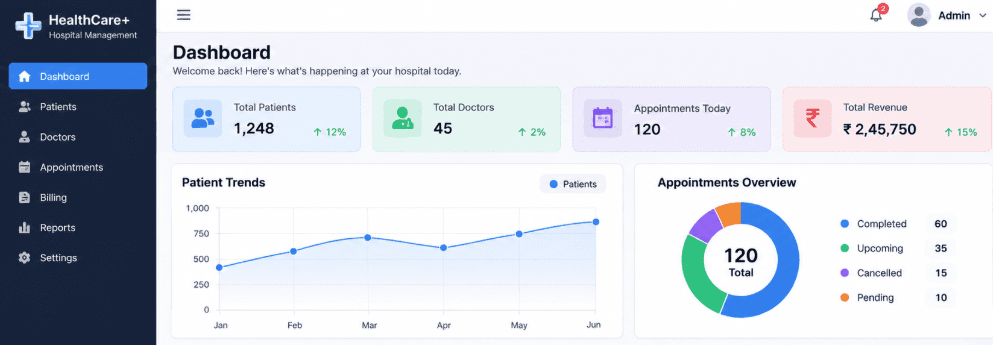 HealthCare+
Hospital Management
Dashboard
Patients
Doctors
Appointments
Billing
Reports
Settings
2
Admin
Dashboard
Welcome back! Here's what's happening at your hospital today.
Total Patients
1,248
↑ 12%
Total Doctors
45
↑ 2%
Appointments Today
120
↑ 8%
Total Revenue
₹
₹ 2,45,750
↑ 15%
Patient Trends
Patients
1,000
750
500
250
0
Jan Feb Mar Apr May Jun
Appointments Overview
120
Total
Completed 60
Upcoming 35
Cancelled 15
Pending 10